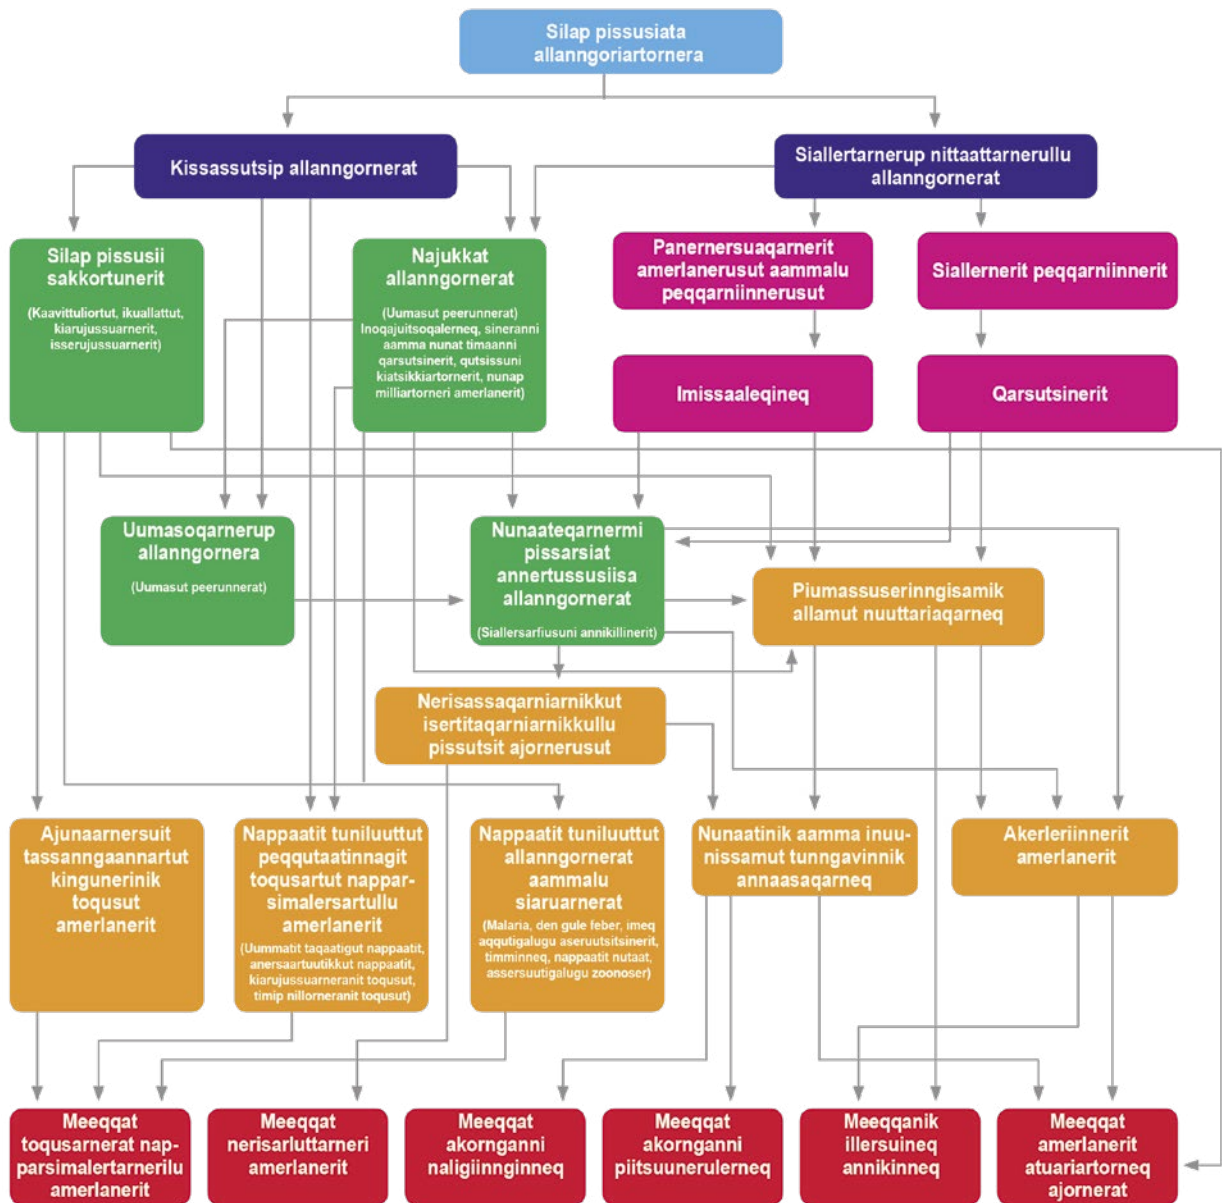 Silap pissusiata
allanngoriartornera
Kissassutsip allanngornerat
Siallertarnerup nittaattarnerullu
allanngornerat
Silap pissusii
sakkortunerit
(Kaavittuliortut, ikuallattut,
kiarujussuarnerit,
isserujussuarnerit)
Najukkat
allanngornerat
(Uumasut peerunnerat)
Inoqajuitsoqalerneq, sineranni
aamma nunat timaanni
qarsutsinerit, qutsissuni
kiatsikkiartornerit, nunap
milliartorneri amerlanerit)
Panernersuaqarnerit
amerlanerusut aammalu
peqqarniinnerusut
Siallernerit peqqarniinnerit
Imissaaleqineq
Qarsutsinerit
Uumasoqarnerup
allanngornera
(Uumasut peerunnerat)
Nunaateqarnermi
pissarsiat
annertussusiisa
allanngornerat
(Siallersarfiusuni annikillinerit)
Piumassuserinngisamik
allamut nuuttariaqarneq
Nerisassaqarniarnikkut
isertitaqarniarnikkullu
pissutsit ajornerusut
Ajunaarnersuit
tassanngaannartut
kingunerinik
toqusut
amerlanerit
Nappaatit tuniluuttut
peqqutaatinnagit
toqusartut nappar-
simalersartullu
amerlanerit
(Uummatit taqaatigut nappaatit,
anersaartuutikkut nappaatit,
kiarujussuarneranit toqusut,
timip nillorneranit toqusut)
Nappaatit tuniluuttut
allanngornerat
aammalu
siaruarnerat
(Malaria, den gule feber, imeq
aqqutigalugu aseruutsitsinerit,
timminneq, nappaatit nutaat,
assersuutigalugu zoonoser)
Nunaatinik aamma inuu-
nissamut tunngavinnik
annaasaqarneq
Akerleriinnerit
amerlanerit
Meeqqat
toqusarnerat nap-
parsimalertarnerilu
amerlanerit
Meeqqat
nerisarluttarneri
amerlanerit
Meeqqat
akornganni
naligiinnginneq
Meeqqat
akornganni
piitsuunerulerneq
Meeqqanik
illersuineq
annikinneq
Meeqqat
amerlanerit
atuariartorneq
ajornerat